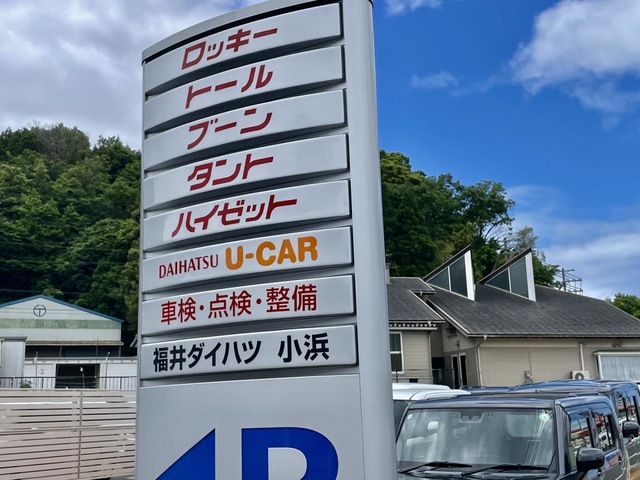 ロッキー
トール
ブーン
タント
ハイゼット
DAIHATSU U-CAR
車検・点検・整備
福井ダイハツ 小浜
P